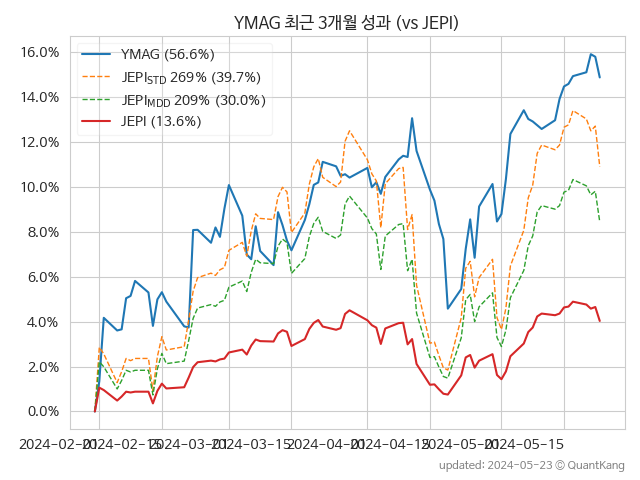 YMAG 최근 3개월 성과 (vs JEPI)
16.0%
14.0%
12.0%
10.0%
8.0%
6.0%
4.0%
2.0%
0.0%
YMAG (56.6%)
JEPI_STD 269% (39.7%)
JEPI_MDD 209% (30.0%)
JEPI (13.6%)
2024-02-01 2024-02-15 2024-03-01 2024-03-15 2024-04-01 2024-04-15 2024-05-01 2024-05-15
updated: 2024-05-23 © QuantKang